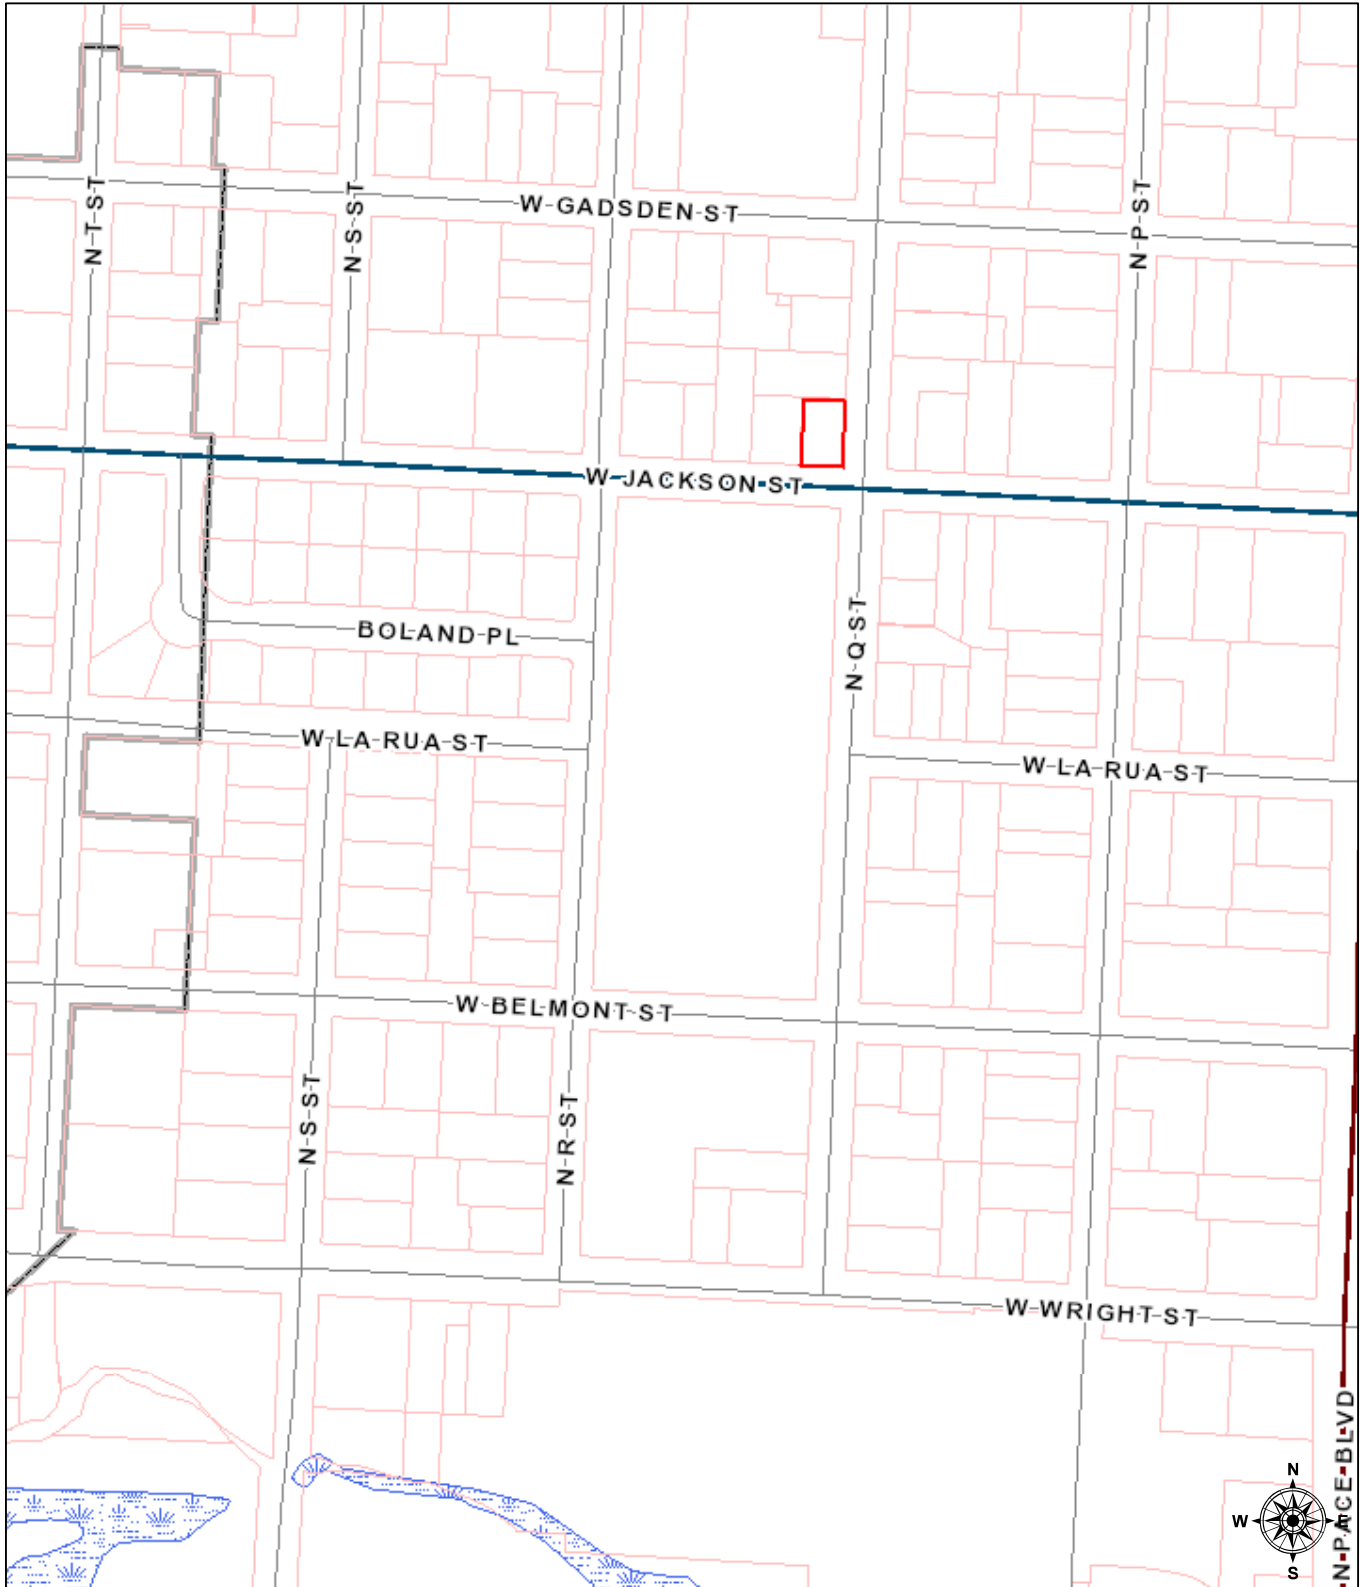 W GADSDEN ST
N T ST
N S ST
N P ST
W JACKSON ST
BOLAND PL
N Q ST
W LA RUA ST
W LA RUA ST
W BELMONT ST
N S ST
N R ST
W WRIGHT ST
N PACE BLVD
N
W
E
S